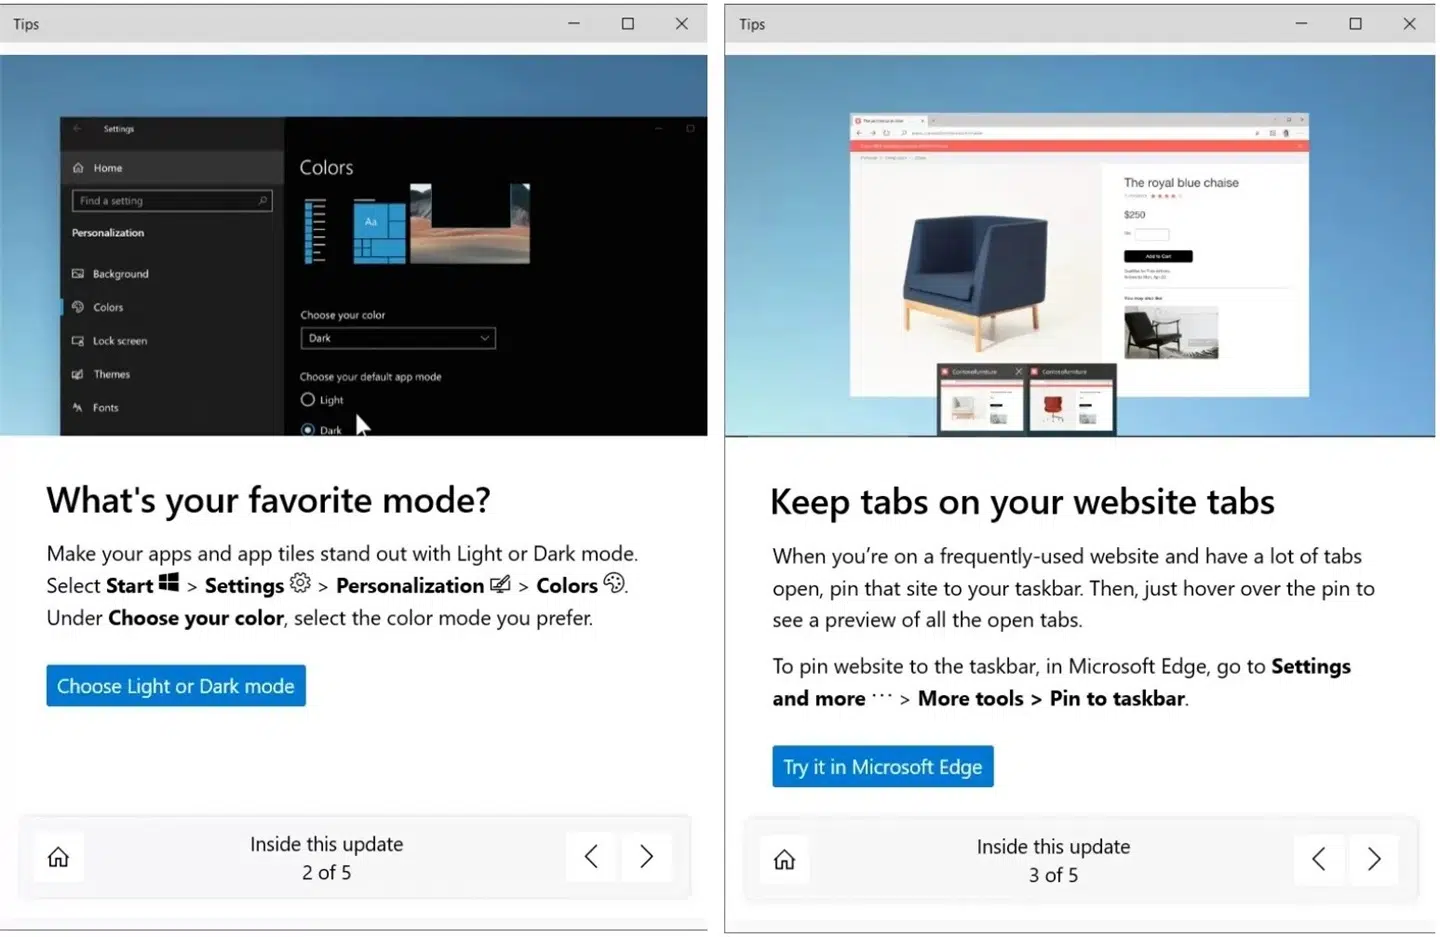 Tips
Settings
Home
Find a setting
Personalization
Background
Colors
Lock screen
Themes
Fonts
Colors
Aa
Choose your color
Dark
Choose your default app mode
Light
Dark
What's your favorite mode?
Make your apps and app tiles stand out with Light or Dark mode.
Select Start > Settings > Personalization > Colors.
Under Choose your color, select the color mode you prefer.
Choose Light or Dark mode
Inside this update
2 of 5
Tips
The royal blue chaise
$250
Add to Cart
You may also like
Keep tabs on your website tabs
When you’re on a frequently-used website and have a lot of tabs
open, pin that site to your taskbar. Then, just hover over the pin to
see a preview of all the open tabs.
To pin website to the taskbar, in Microsoft Edge, go to Settings
and more ··· > More tools > Pin to taskbar.
Try it in Microsoft Edge
Inside this update
3 of 5